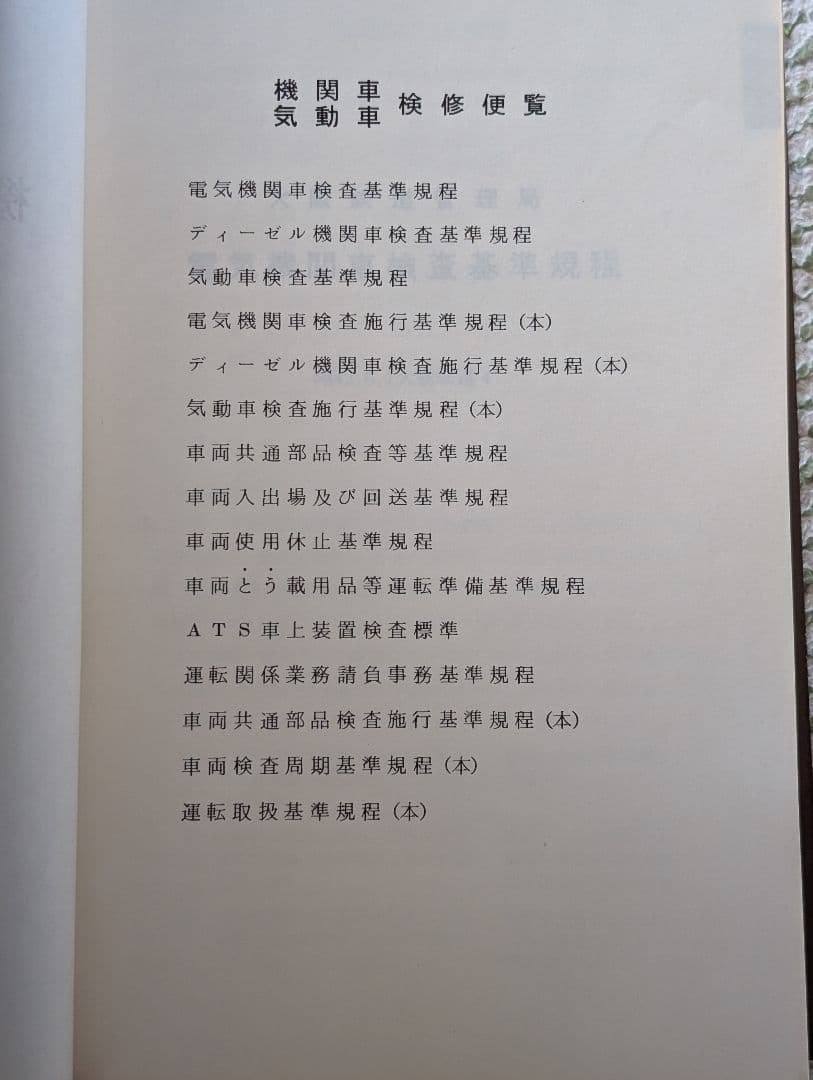 機関車
気動車 検修便覧
電気機関車検査基準規程
ディーゼル機関車検査基準規程
気動車検査基準規程
電気機関車検査施行基準規程(本)
ディーゼル機関車検査施行基準規程(本)
気動車検査施行基準規程(本)
車両共通部品検査等基準規程
車両入出場及び回送基準規程
車両使用休止基準規程
車両とう載用品等運転準備基準規程
ATS車上装置検査標準
運転関係業務請負事務基準規程
車両共通部品検査施行基準規程(本)
車両検査周期基準規程(本)
運転取扱基準規程(本)